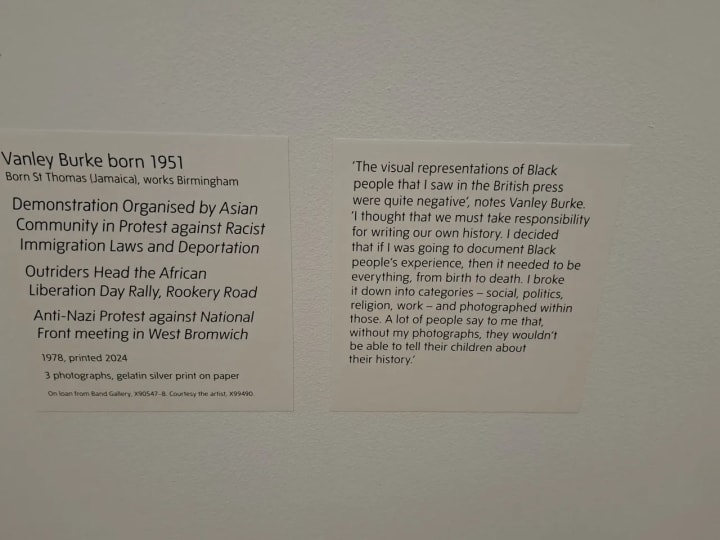 Vanley Burke born 1951
Born St Thomas (Jamaica), works Birmingham
Demonstration Organised by Asian
Community in Protest against Racist
Immigration Laws and Deportation
Outriders Head the African
Liberation Day Rally, Rookery Road
Anti-Nazi Protest against National
Front meeting in West Bromwich
1978, printed 2024
3 photographs, gelatin silver print on paper
On loan from Band Gallery, X90547–8. Courtesy the artist, X99490.
‘The visual representations of Black
people that I saw in the British press
were quite negative’, notes Vanley Burke.
‘I thought that we must take responsibility
for writing our own history. I decided
that if I was going to document Black
people’s experience, then it needed to be
everything, from birth to death. I broke
it down into categories – social, politics,
religion, work – and photographed within
those. A lot of people say to me that,
without my photographs, they wouldn’t
be able to tell their children about
their history.’